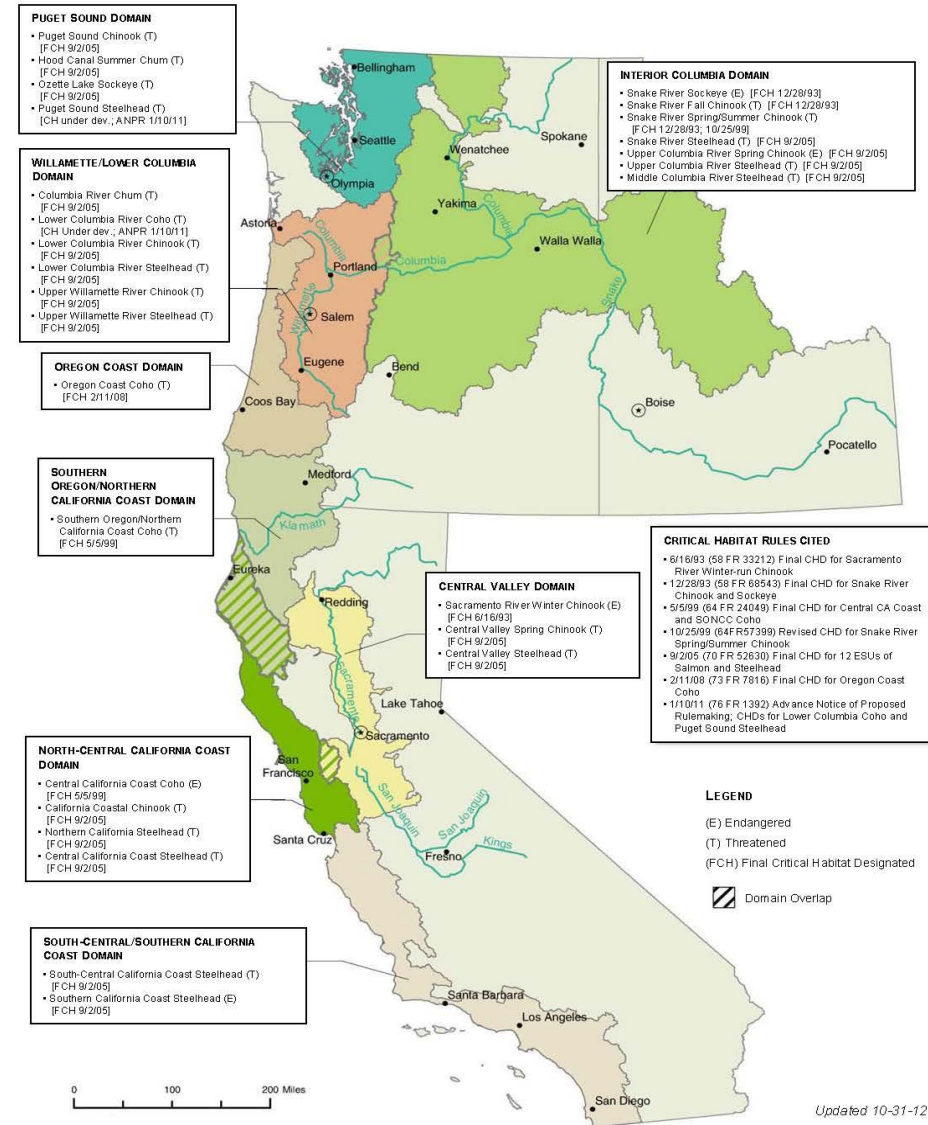 PUGET SOUND DOMAIN
▪ Puget Sound Chinook (T)
[FCH 9/2/05]
▪ Hood Canal Summer Chum (T)
[FCH 9/2/05]
▪ Ozette Lake Sockeye (T)
[FCH 9/2/05]
▪ Puget Sound Steelhead (T)
[CH under dev.; ANPR 1/10/11]
WILLAMETTE/LOWER COLUMBIA
DOMAIN
▪ Columbia River Chum (T)
[FCH 9/2/05]
▪ Lower Columbia River Coho (T)
[CH Under dev.; ANPR 1/10/11]
▪ Lower Columbia River Chinook (T)
[FCH 9/2/05]
▪ Lower Columbia River Steelhead (T)
[FCH 9/2/05]
▪ Upper Willamette River Chinook (T)
[FCH 9/2/05]
▪ Upper Willamette River Steelhead (T)
[FCH 9/2/05]
OREGON COAST DOMAIN
▪ Oregon Coast Coho (T)
[FCH 2/11/08]
SOUTHERN
OREGON/NORTHERN
CALIFORNIA COAST DOMAIN
▪ Southern Oregon/Northern
California Coast Coho (T)
[FCH 5/5/99]
NORTH-CENTRAL CALIFORNIA COAST
DOMAIN
▪ Central California Coast Coho (E)
[FCH 5/5/99]
▪ California Coastal Chinook (T)
[FCH 9/2/05]
▪ Northern California Steelhead (T)
[FCH 9/2/05]
▪ Central California Coast Steelhead (T)
[FCH 9/2/05]
SOUTH-CENTRAL/SOUTHERN CALIFORNIA
COAST DOMAIN
▪ South-Central California Coast Steelhead (T)
[FCH 9/2/05]
▪ Southern California Coast Steelhead (E)
[FCH 9/2/05]
INTERIOR COLUMBIA DOMAIN
▪ Snake River Sockeye (E) [FCH 12/28/93]
▪ Snake River Fall Chinook (T) [FCH 12/28/93]
▪ Snake River Spring/Summer Chinook (T)
[FCH 12/28/93; 10/25/99]
▪ Snake River Steelhead (T) [FCH 9/2/05]
▪ Upper Columbia River Spring Chinook (E) [FCH 9/2/05]
▪ Upper Columbia River Steelhead (T) [FCH 9/2/05]
▪ Middle Columbia River Steelhead (T) [FCH 9/2/05]
CENTRAL VALLEY DOMAIN
▪ Sacramento River Winter Chinook (E)
[FCH 6/16/93]
▪ Central Valley Spring Chinook (T)
[FCH 9/2/05]
▪ Central Valley Steelhead (T)
[FCH 9/2/05]
CRITICAL HABITAT RULES CITED
▪ 6/16/93 (58 FR 33212) Final CHD for Sacramento
River Winter-run Chinook
▪ 12/28/93 (58 FR 68543) Final CHD for Snake River
Chinook and Sockeye
▪ 5/5/99 (64 FR 24049) Final CHD for Central CA Coast
and SONCC Coho
▪ 10/25/99 (64FR57399) Revised CHD for Snake River
Spring/Summer Chinook
▪ 9/2/05 (70 FR 52630) Final CHD for 12 ESUs of
Salmon and Steelhead
▪ 2/11/08 (73 FR 7816) Final CHD for Oregon Coast
Coho
▪ 1/10/11 (76 FR 1392) Advance Notice of Proposed
Rulemaking; CHDs for Lower Columbia Coho and
Puget Sound Steelhead
LEGEND
(E) Endangered
(T) Threatened
(FCH) Final Critical Habitat Designated
Domain Overlap
Bellingham
Seattle
Olympia
Spokane
Wenatchee
Yakima
Columbia
Walla Walla
Astoria
Columbia
Portland
Columbia
Snake
Willamette
Salem
Eugene
Bend
Coos Bay
Boise
Pocatello
Medford
Klamath
Eureka
Redding
Sacramento
Lake Tahoe
Sacramento
San
Francisco
San Joaquin
San Joaquin
Santa Cruz
Fresno
Kings
Santa Barbara
Los Angeles
San Diego
0 100 200 Miles
Updated 10-31-12